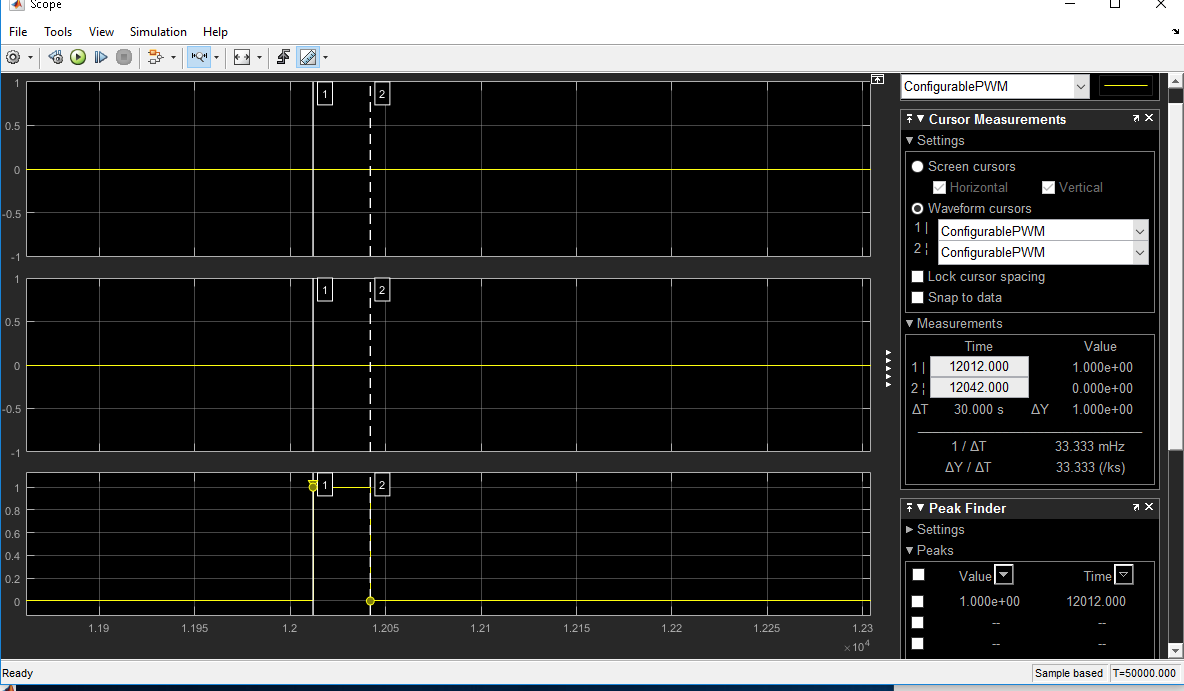 Scope
File Tools View Simulation Help
1
0.5
0
-0.5
-1
1 2
1
0.5
0
-0.5
-1
1 2
1
0.8
0.6
0.4
0.2
0
1 2
1.19 1.195 1.2 1.205 1.21 1.215 1.22 1.225 1.23
×10⁴
ConfigurablePWM
Cursor Measurements
Settings
Screen cursors
Horizontal Vertical
Waveform cursors
1 | ConfigurablePWM
2 ¦ ConfigurablePWM
Lock cursor spacing
Snap to data
Measurements
Time Value
1 | 12012.000 1.000e+00
2 ¦ 12042.000 0.000e+00
ΔT 30.000 s ΔY 1.000e+00
1 / ΔT 33.333 mHz
ΔY / ΔT 33.333 (/ks)
Peak Finder
Settings
Peaks
Value Time
1.000e+00 12012.000
-- --
-- --
Ready
Sample based T=50000.000